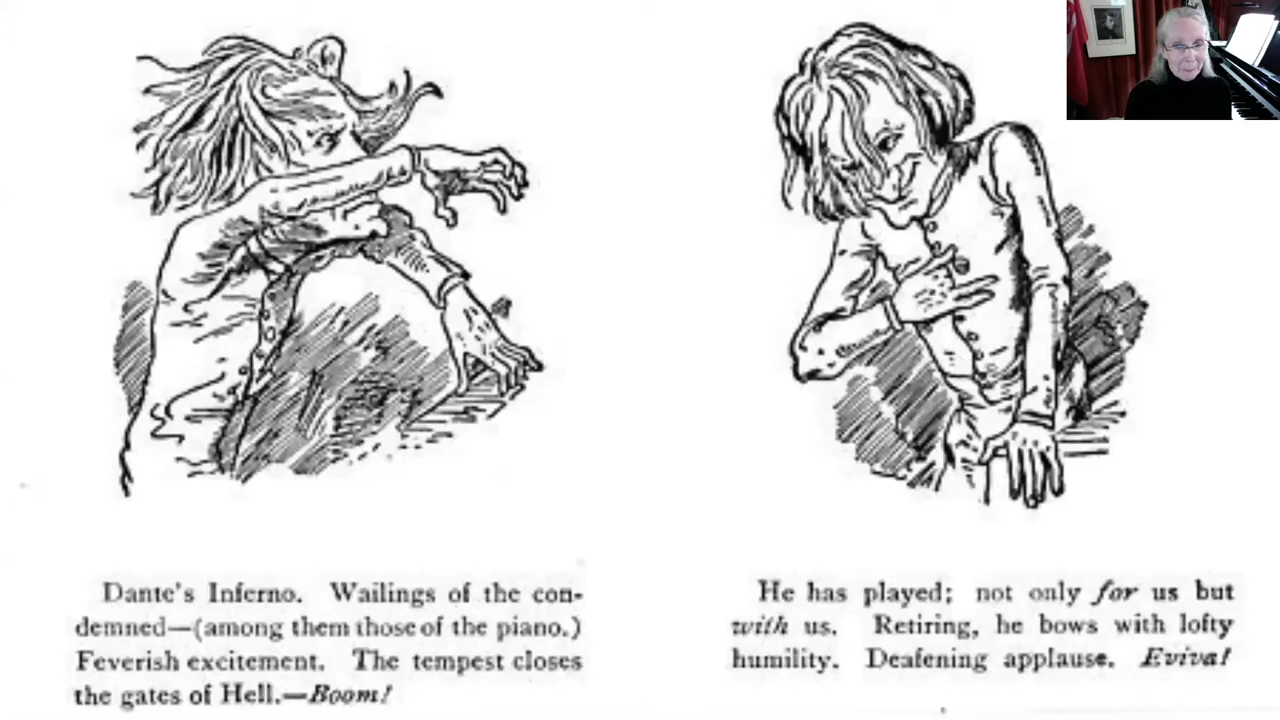 Dante's Inferno. Wailings of the con-
demned—(among them those of the piano.)
Feverish excitement. The tempest closes
the gates of Hell.—Boom!
He has played; not only for us but
with us. Retiring, he bows with lofty
humility. Deafening applause. Eviva!